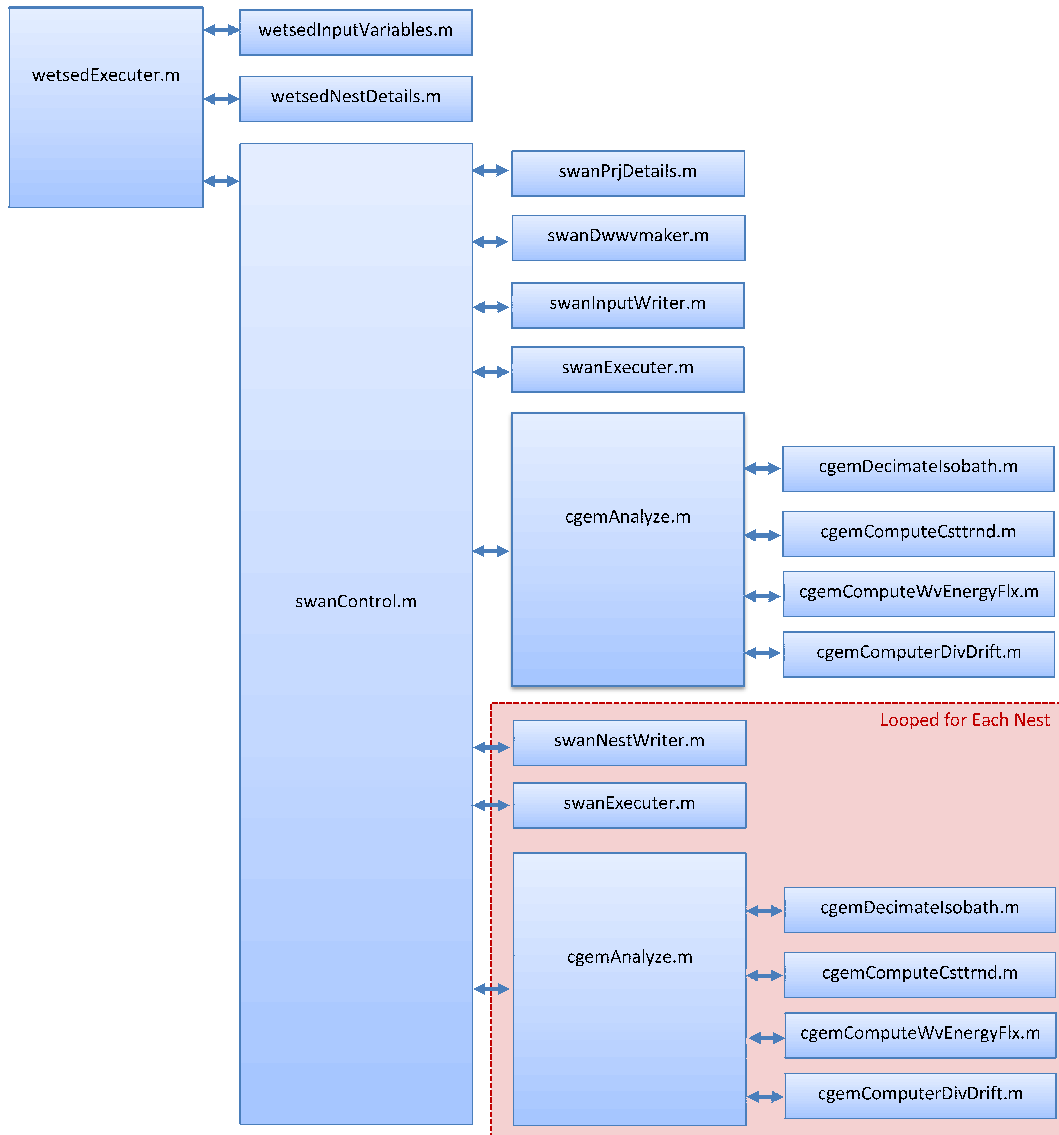 wetsedExecuter.m
wetsedInputVariables.m
wetsedNestDetails.m
swanControl.m
swanPrjDetails.m
swanDwwvmaker.m
swanInputWriter.m
swanExecuter.m
cgemAnalyze.m
cgemDecimateIsobath.m
cgemComputeCsttrnd.m
cgemComputeWvEnergyFlx.m
cgemComputerDivDrift.m
Looped for Each Nest
swanNestWriter.m
swanExecuter.m
cgemAnalyze.m
cgemDecimateIsobath.m
cgemComputeCsttrnd.m
cgemComputeWvEnergyFlx.m
cgemComputerDivDrift.m